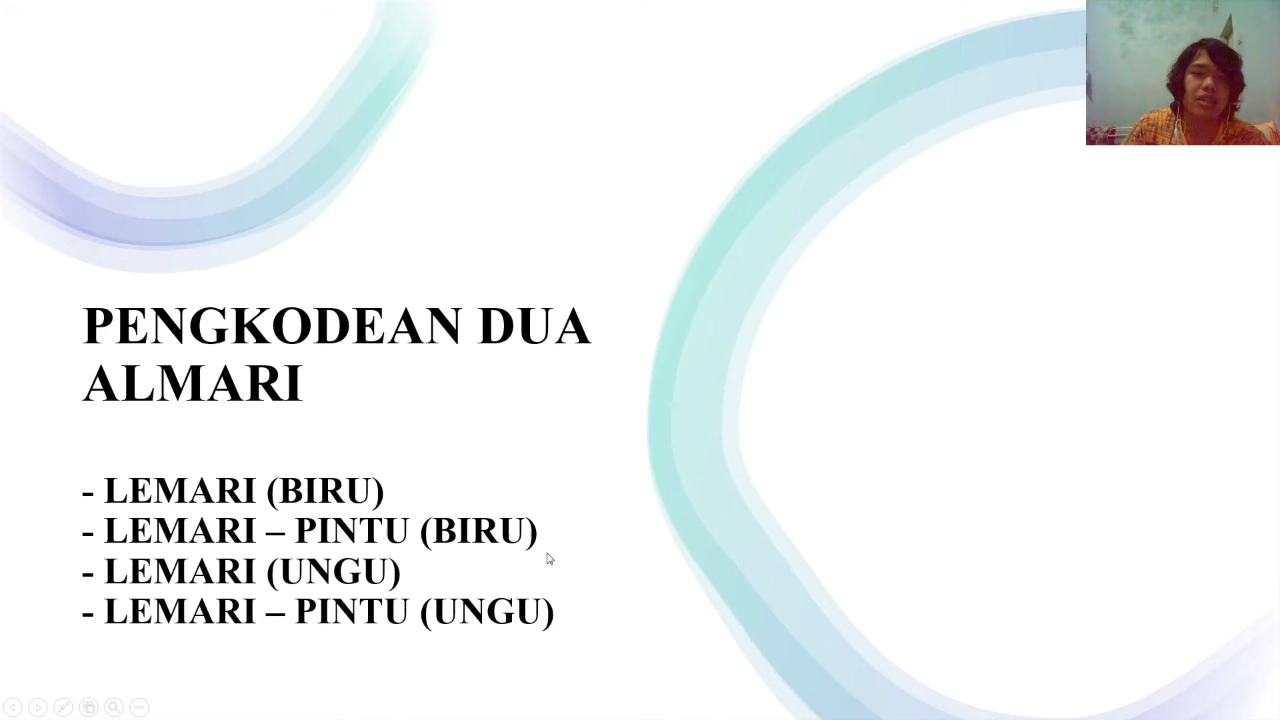 PENGKODEAN DUA
ALMARI
- LEMARI (BIRU)
- LEMARI – PINTU (BIRU)
- LEMARI (UNGU)
- LEMARI – PINTU (UNGU)